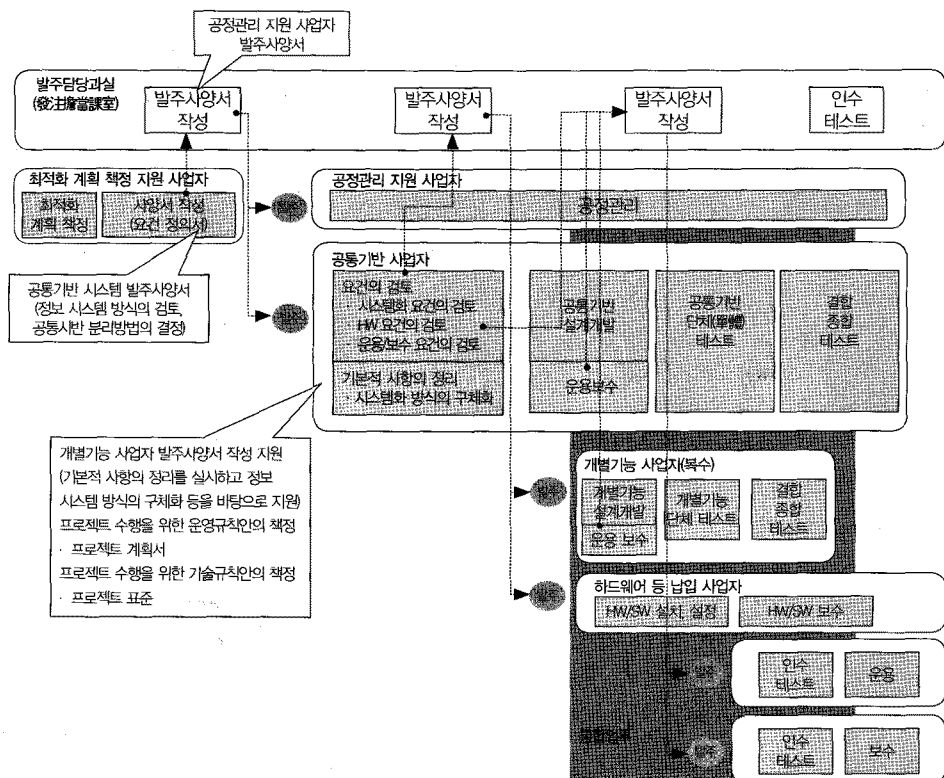 공정관리 지원 사업자
발주사양서
발주담당과실
(發注擔當課室)
발주사양서
작성
발주사양서
작성
발주사양서
작성
인수
테스트
최적화 계획 책정 지원 사업자
최적화
계획 책정
사양서 작성
(요건 정의서)
발주
공정관리 지원 사업자
공정관리
공통기반 시스템 발주사양서
(정보 시스템 방식의 검토,
공통시반 분리방법의 결정)
발주
공통기반 사업자
요건의 검토
· 시스템화 요건의 검토
· HW 요건의 검토
· 운용/보수 요건의 검토
기본적 사항의 정리
· 시스템화 방식의 구체화
공통기반
설계개발
운용보수
공통기반
단체(單體)
테스트
결합
종합
테스트
개별기능 사업자 발주사양서 작성 지원
(기본적 사항의 정리를 실시하고 정보
시스템 방식의 구체화 등을 바탕으로 지원)
프로젝트 수행을 위한 운영규칙안의 책정
· 프로젝트 계획서
프로젝트 수행을 위한 기술규칙안의 책정
· 프로젝트 표준
발주
개별기능 사업자(복수)
개별기능
설계개발
운용 보수
개별기능
단체 테스트
결합
종합
테스트
발주
하드웨어 등 납입 사업자
HW/SW 설치, 설정
HW/SW 보수
발주
인수
테스트
운용
발주
인수
테스트
보수